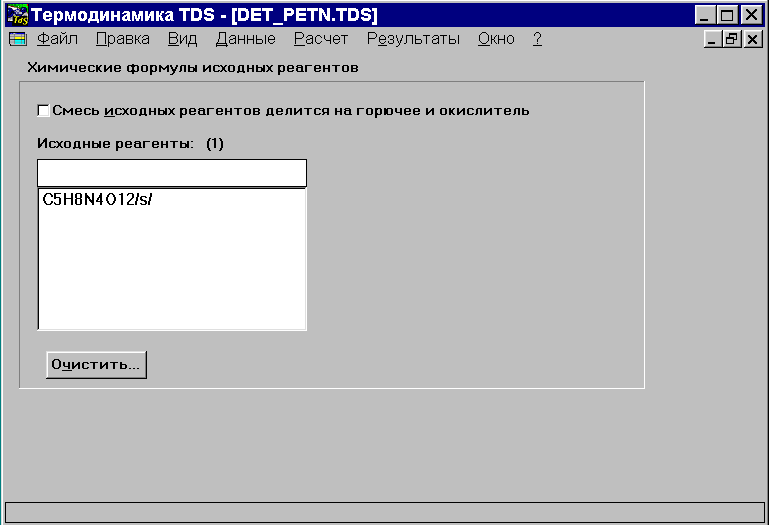 Термодинамика TDS - [DET_PETN.TDS]
Файл Правка Вид Данные Расчет Результаты Окно ?
Химические формулы исходных реагентов
Смесь исходных реагентов делится на горючее и окислитель
Исходные реагенты: (1)
C5H8N4O12/s/
Очистить...